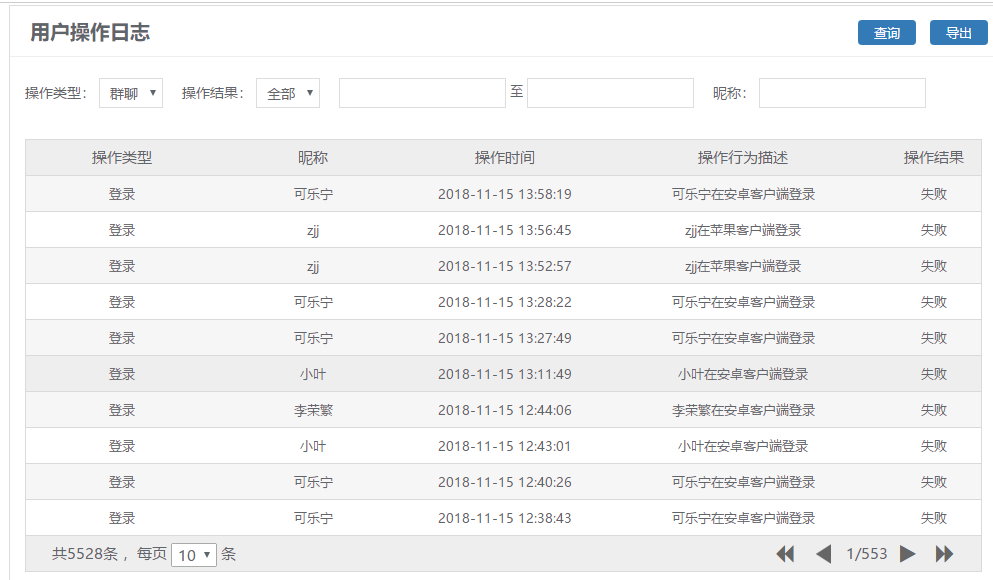 用户操作日志 查询 导出
操作类型： 群聊 操作结果： 全部 至 昵称：
操作类型 昵称 操作时间 操作行为描述 操作结果
登录 可乐宁 2018-11-15 13:58:19 可乐宁在安卓客户端登录 失败
登录 zjj 2018-11-15 13:56:45 zjj在苹果客户端登录 失败
登录 zjj 2018-11-15 13:52:57 zjj在苹果客户端登录 失败
登录 可乐宁 2018-11-15 13:28:22 可乐宁在安卓客户端登录 失败
登录 可乐宁 2018-11-15 13:27:49 可乐宁在安卓客户端登录 失败
登录 小叶 2018-11-15 13:11:49 小叶在安卓客户端登录 失败
登录 李荣繁 2018-11-15 12:44:06 李荣繁在安卓客户端登录 失败
登录 小叶 2018-11-15 12:43:01 小叶在安卓客户端登录 失败
登录 可乐宁 2018-11-15 12:40:26 可乐宁在安卓客户端登录 失败
登录 可乐宁 2018-11-15 12:38:43 可乐宁在安卓客户端登录 失败
共5528条 ，每页 10 条 1/553